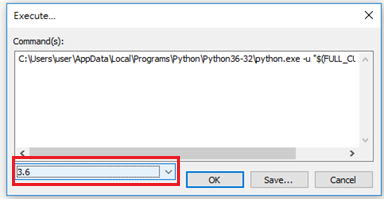 Execute...
Command(s):
C:\Users\user\AppData\Local\Programs\Python\Python36-32\python.exe -u "$(FULL_CU
3.6
OK
Save...
Cancel